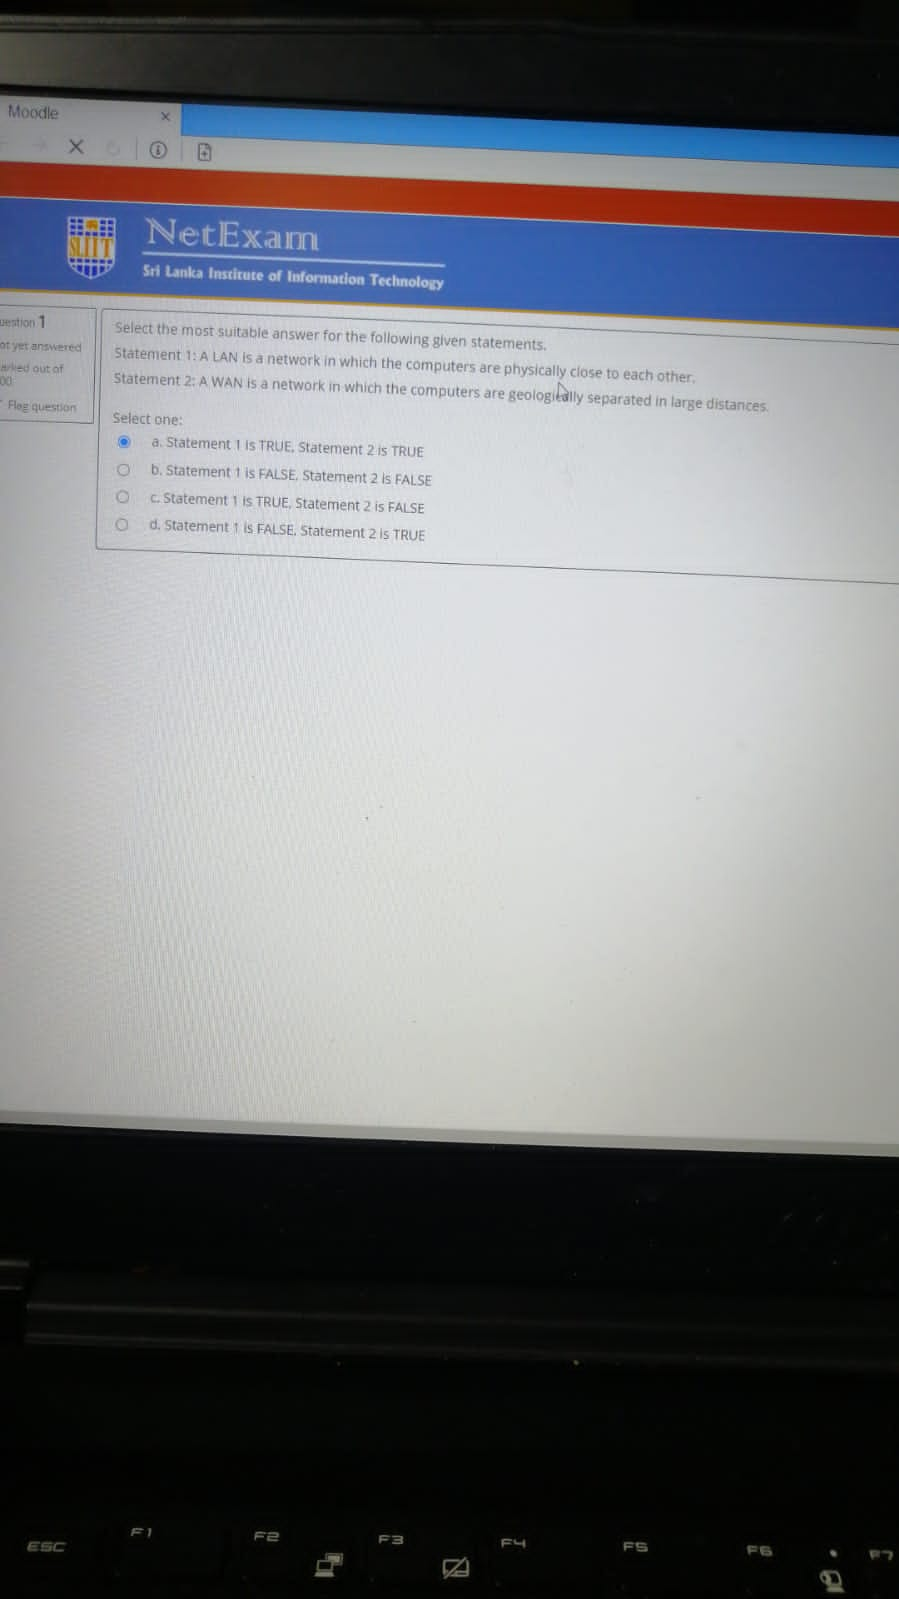 Moodle
NetExam
SLIIT
Sri Lanka Institute of Information Technology
uestion 1
ot yet answered
arked out of
00
Flag question
Select the most suitable answer for the following given statements.
Statement 1: A LAN is a network in which the computers are physically close to each other.
Statement 2: A WAN is a network in which the computers are geologically separated in large distances.
Select one:
a. Statement 1 is TRUE, Statement 2 is TRUE
b. Statement 1 is FALSE, Statement 2 is FALSE
c. Statement 1 is TRUE, Statement 2 is FALSE
d. Statement 1 is FALSE, Statement 2 is TRUE
ESC F1 F2 F3 F4 F5 F6 F7